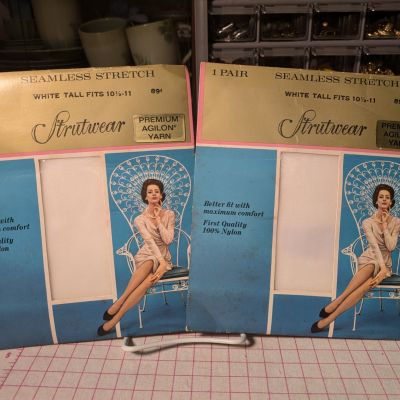 SEAMLESS STRETCH
WHITE TALL FITS 10½-11
89¢
Strutwear
PREMIUM
AGILON®
YARN
with
comfort
1 PAIR
SEAMLESS STRETCH
WHITE TALL FITS 10½-11
Strutwear
PREMIUM
AGILON
YARN
Better fit with
maximum comfort
First Quality
100% Nylon